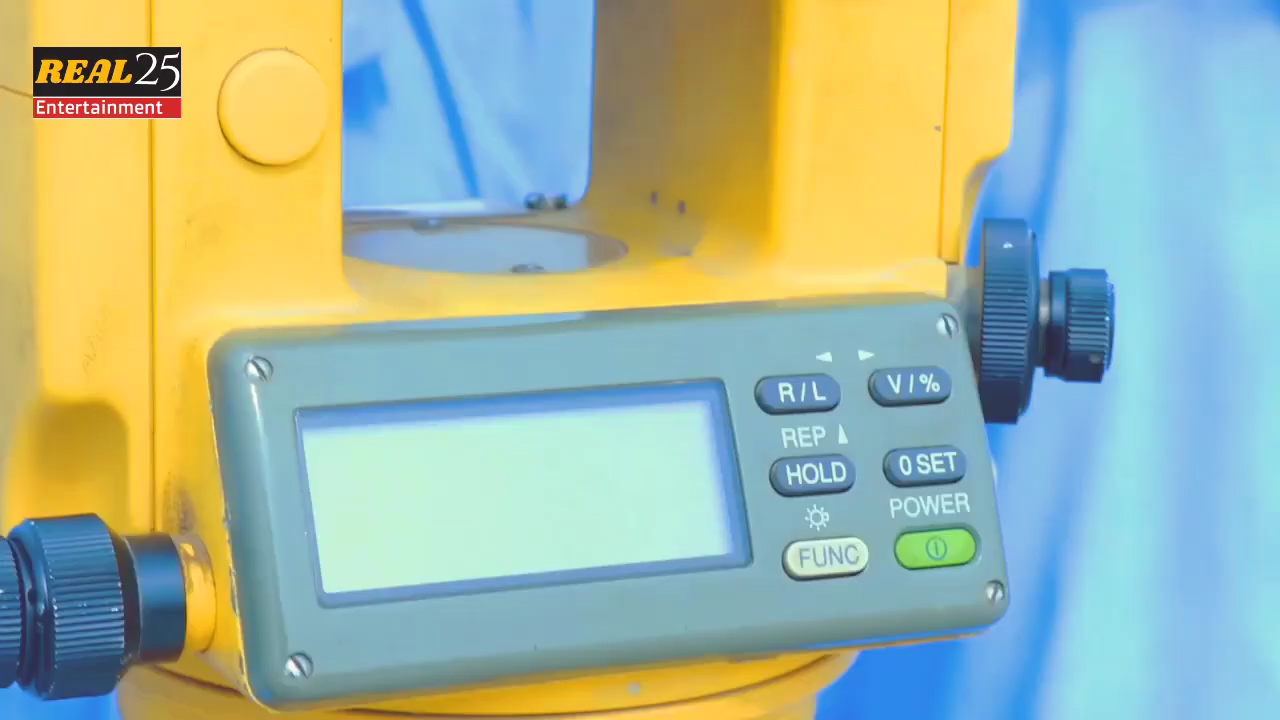 REAL25
Entertainment
R/L
V/%
REP
HOLD
0 SET
POWER
FUNC